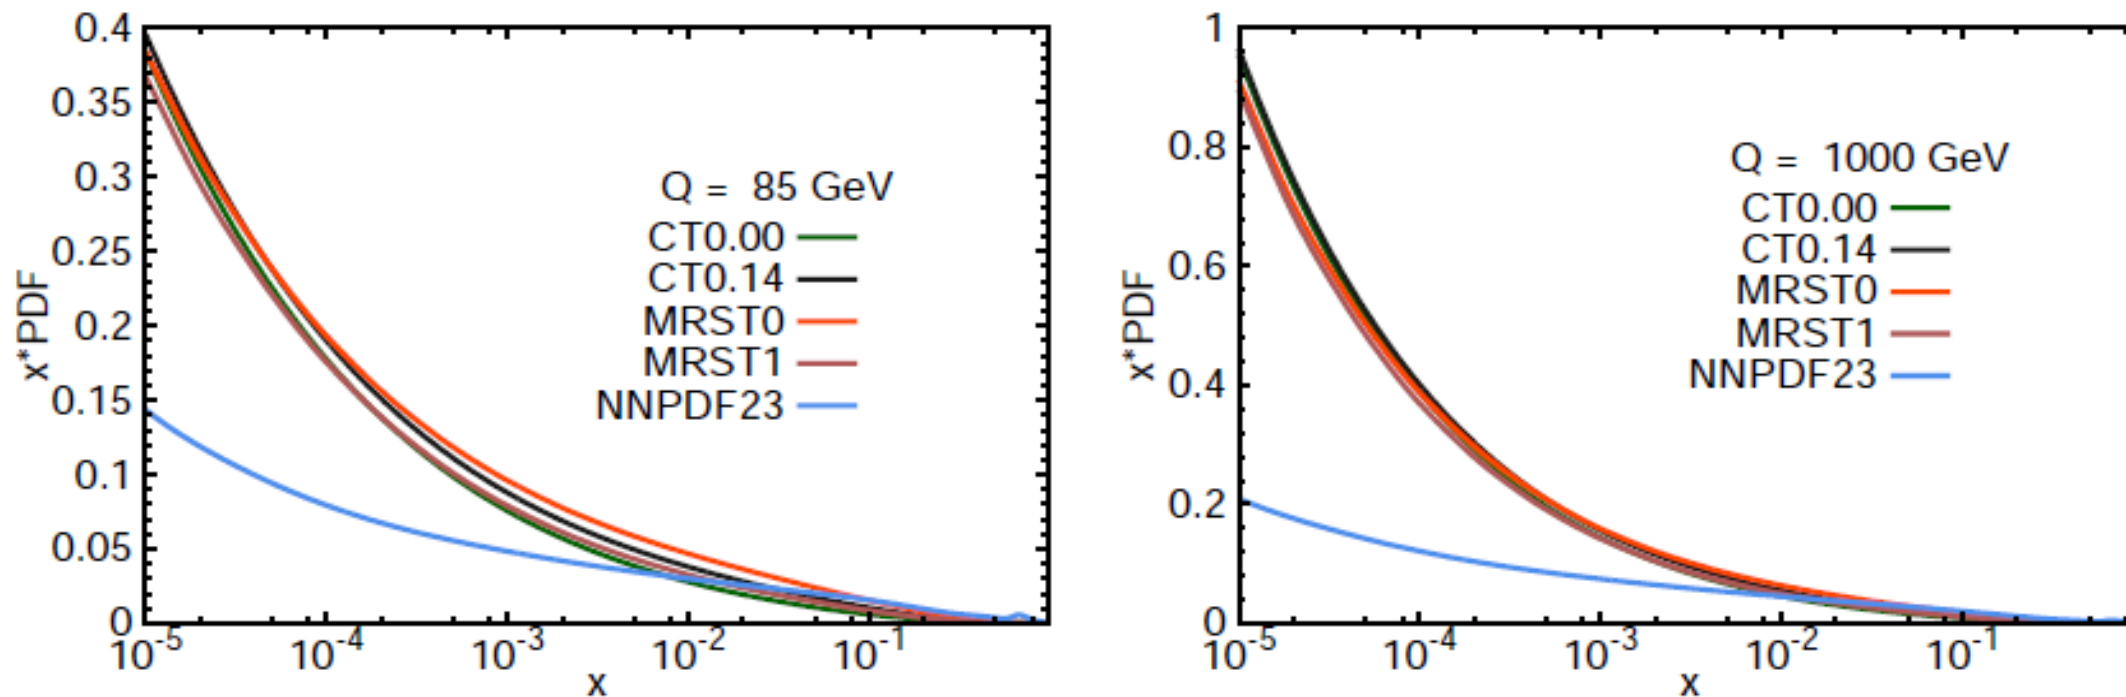 0.4
0.35
0.3
0.25
0.2
0.15
0.1
0.05
0
x*PDF
Q = 85 GeV
CT0.00
CT0.14
MRST0
MRST1
NNPDF23
10^-5 10^-4 10^-3 10^-2 10^-1
x
1
0.8
0.6
0.4
0.2
0
x*PDF
Q = 1000 GeV
CT0.00
CT0.14
MRST0
MRST1
NNPDF23
10^-5 10^-4 10^-3 10^-2 10^-1
x